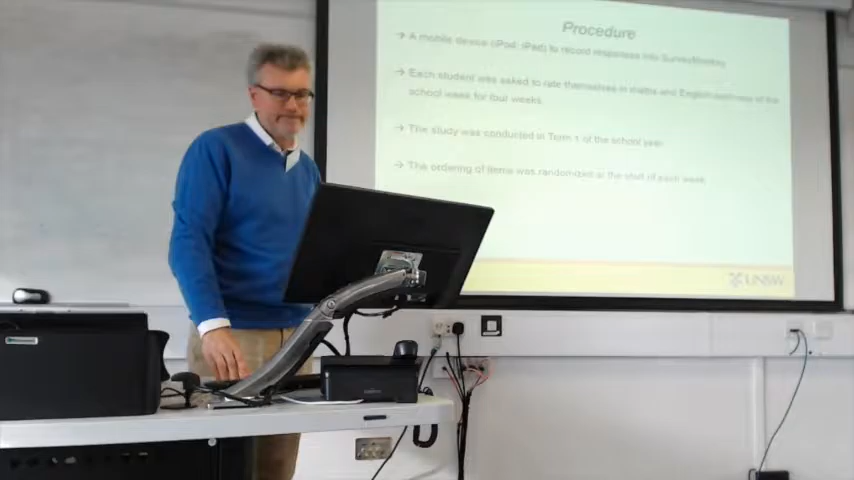 Procedure
→ A mobile device (iPod, iPad) to record responses into SurveyMonkey
→ Each student was asked to rate themselves in maths and English each day of the
school week for four weeks.
→ The study was conducted in Term 1 of the school year
→ The ordering of items was randomized at the start of each week
UNSW